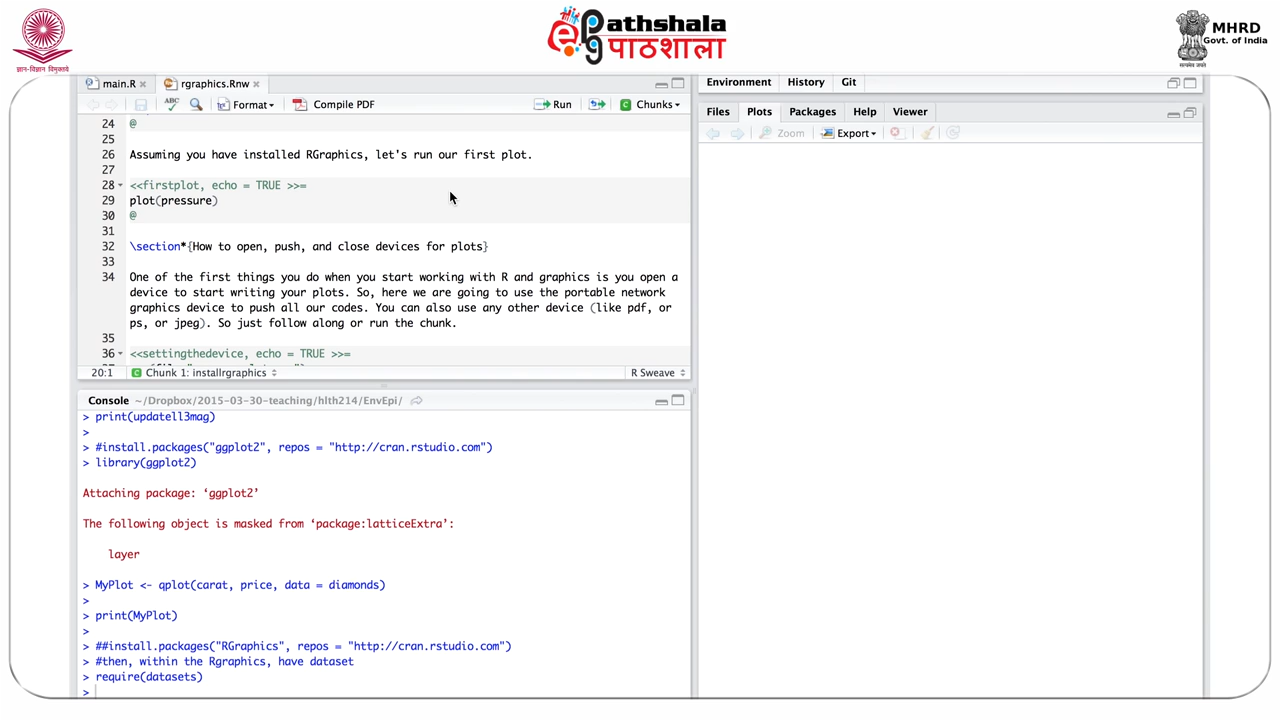 ज्ञान-विज्ञान विमुक्तये
ePG
Pathshala
पाठशाला
सत्यमेव जयते
MHRD
Govt. of India
main.R
rgraphics.Rnw
Format
Compile PDF
Run
Chunks
24 @
25
26 Assuming you have installed RGraphics, let's run our first plot.
27
28 <<firstplot, echo = TRUE >>=
29 plot(pressure)
30 @
31
32 \section*{How to open, push, and close devices for plots}
33
34 One of the first things you do when you start working with R and graphics is you open a
device to start writing your plots. So, here we are going to use the portable network
graphics device to push all our codes. You can also use any other device (like pdf, or
ps, or jpeg). So just follow along or run the chunk.
35
36 <<settingthedevice, echo = TRUE >>=
20:1 C Chunk 1: installrgraphics R Sweave
Console ~/Dropbox/2015-03-30-teaching/hlth214/EnvEpi/
> print(updatell3mag)
>
> #install.packages("ggplot2", repos = "http://cran.rstudio.com")
> library(ggplot2)
Attaching package: ‘ggplot2’
The following object is masked from ‘package:latticeExtra’:
layer
> MyPlot <- qplot(carat, price, data = diamonds)
>
> print(MyPlot)
>
> ##install.packages("RGraphics", repos = "http://cran.rstudio.com")
> #then, within the Rgraphics, have dataset
> require(datasets)
>
Environment History Git
Files Plots Packages Help Viewer
Zoom Export